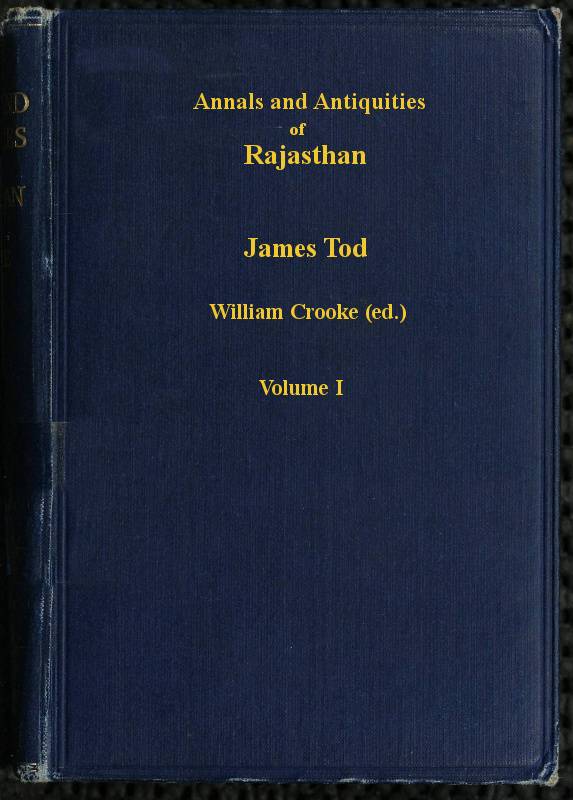 Annals and Antiquities
of
Rajasthan
James Tod
William Crooke (ed.)
Volume I